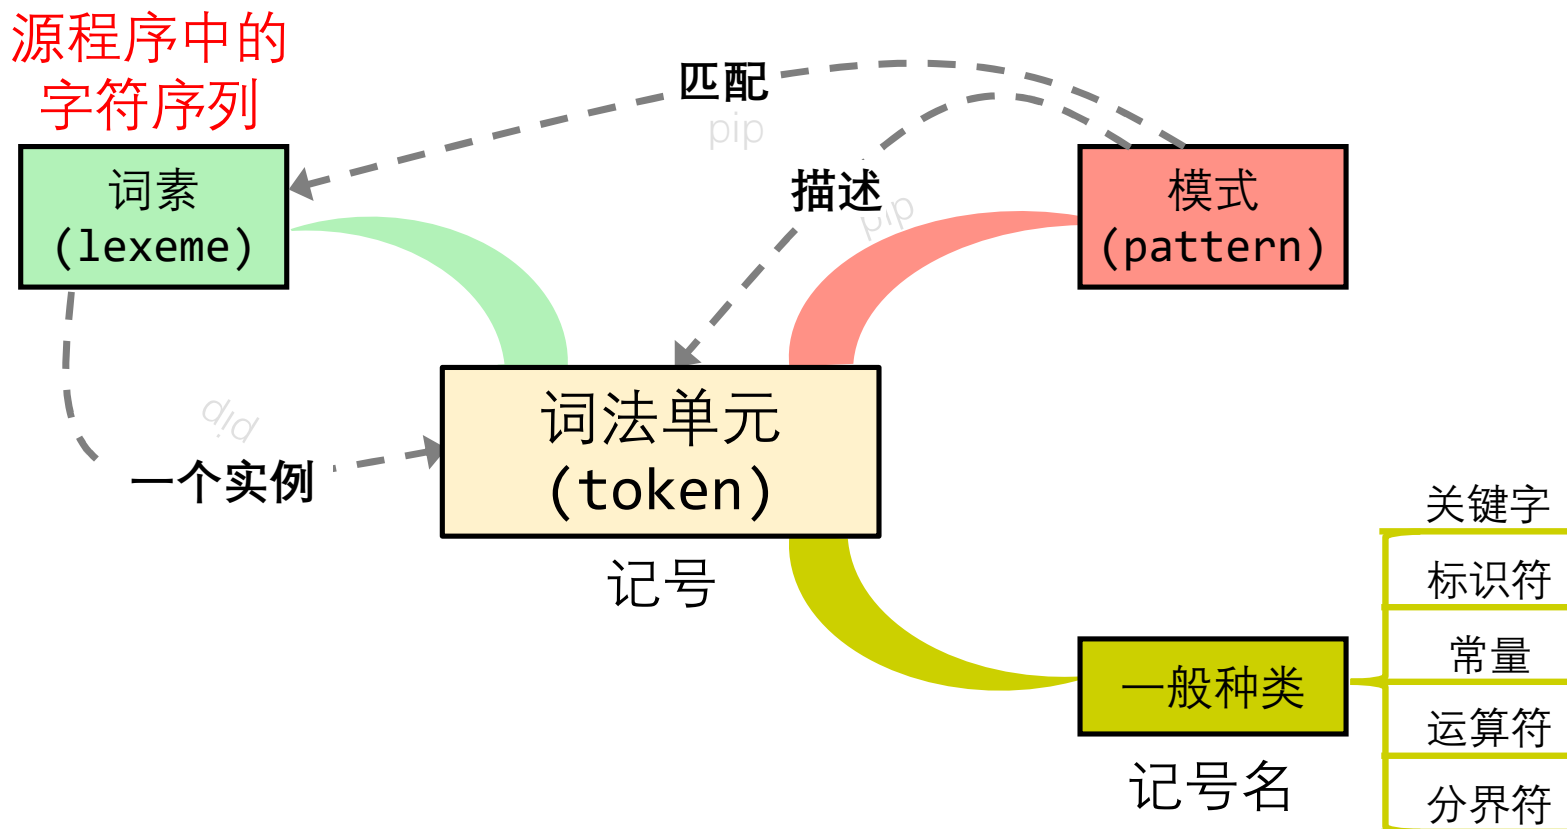 源程序中的
字符序列
匹配
pip
词素
(lexeme)
模式
(pattern)
描述
pip
词法单元
(token)
pip
一个实例
记号
关键字
标识符
常量
运算符
分界符
一般种类
记号名